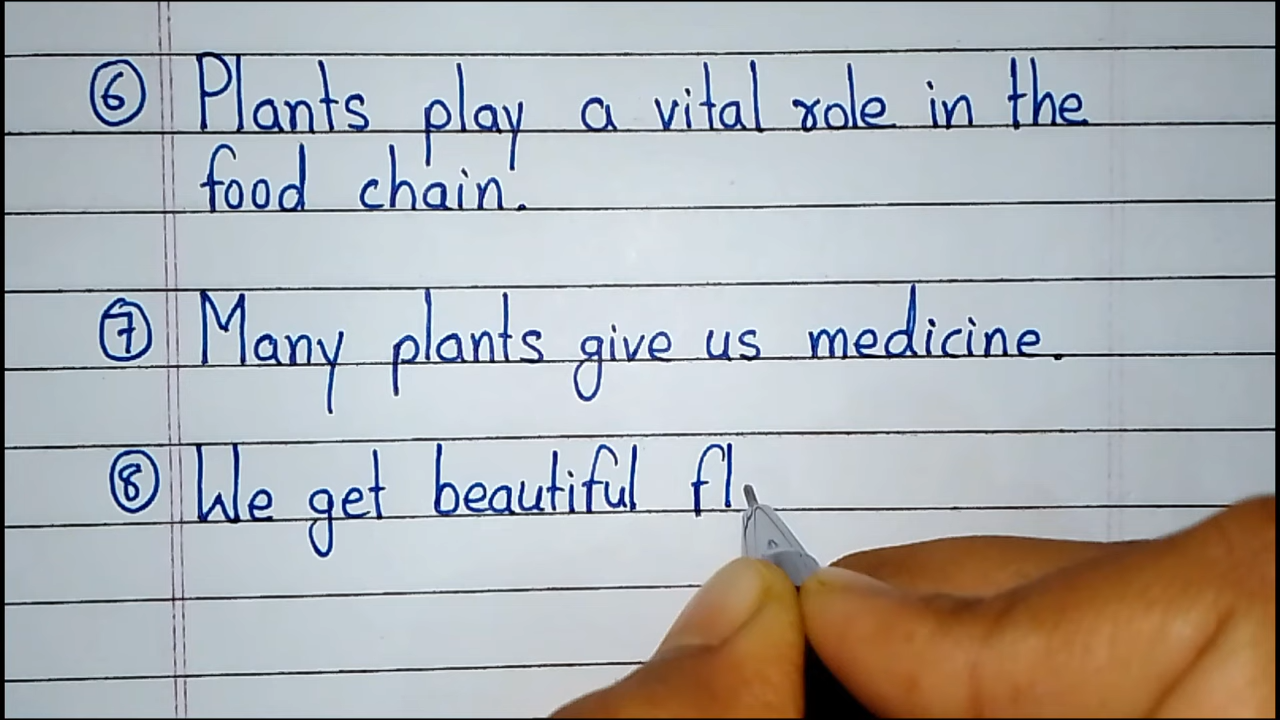 ⑥ Plants play a vital role in the
food chain.
⑦ Many plants give us medicine.
⑧ We get beautiful fl